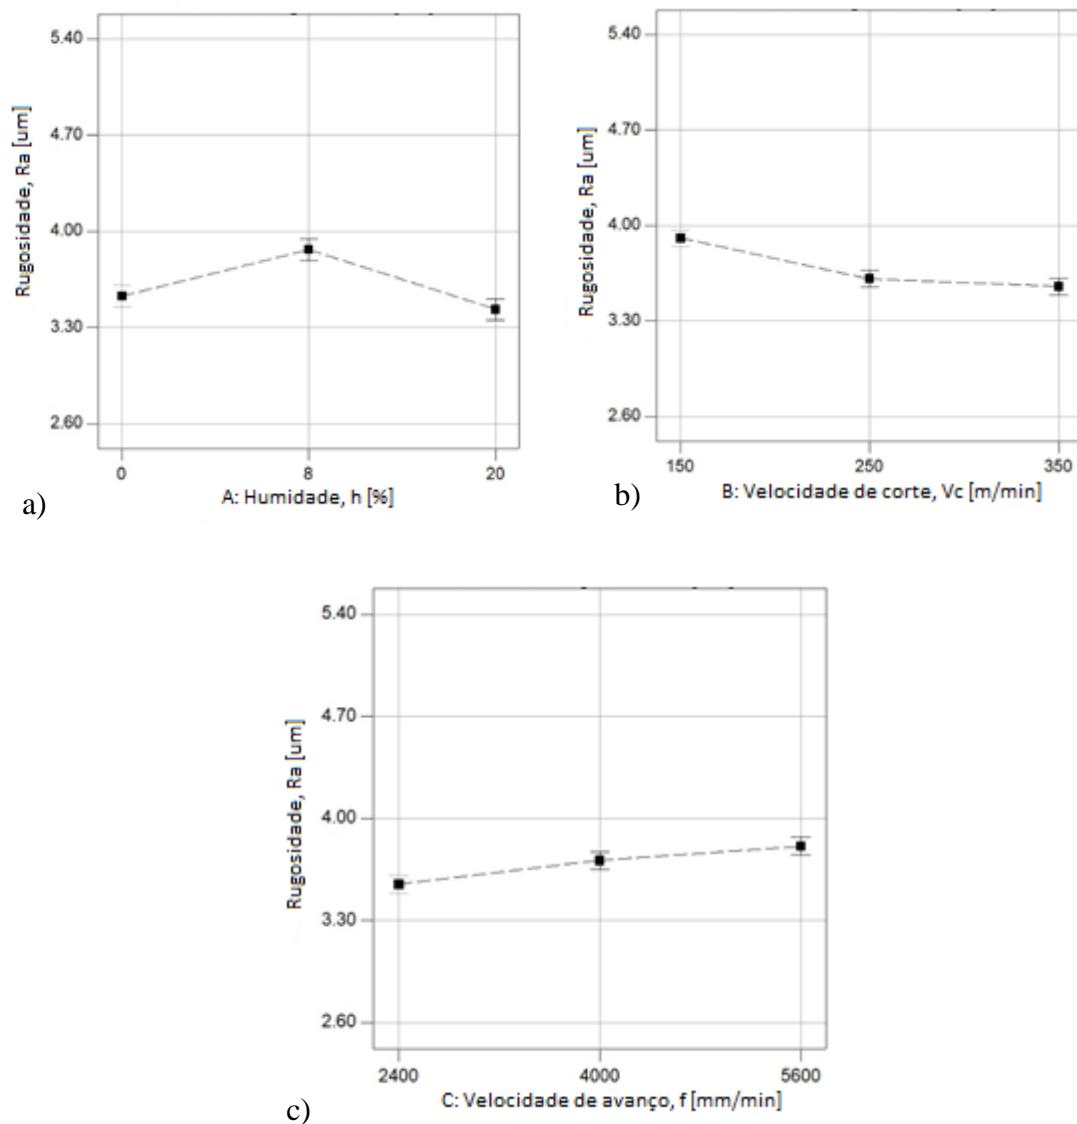 5.40
4.70
4.00
3.30
2.60
Rugosidade, Ra [um]
0 8 20
A: Humidade, h [%]
a)
5.40
4.70
4.00
3.30
2.60
Rugosidade, Ra [um]
150 250 350
B: Velocidade de corte, Vc [m/min]
b)
5.40
4.70
4.00
3.30
2.60
Rugosidade, Ra [um]
2400 4000 5600
C: Velocidade de avanço, f [mm/min]
c)